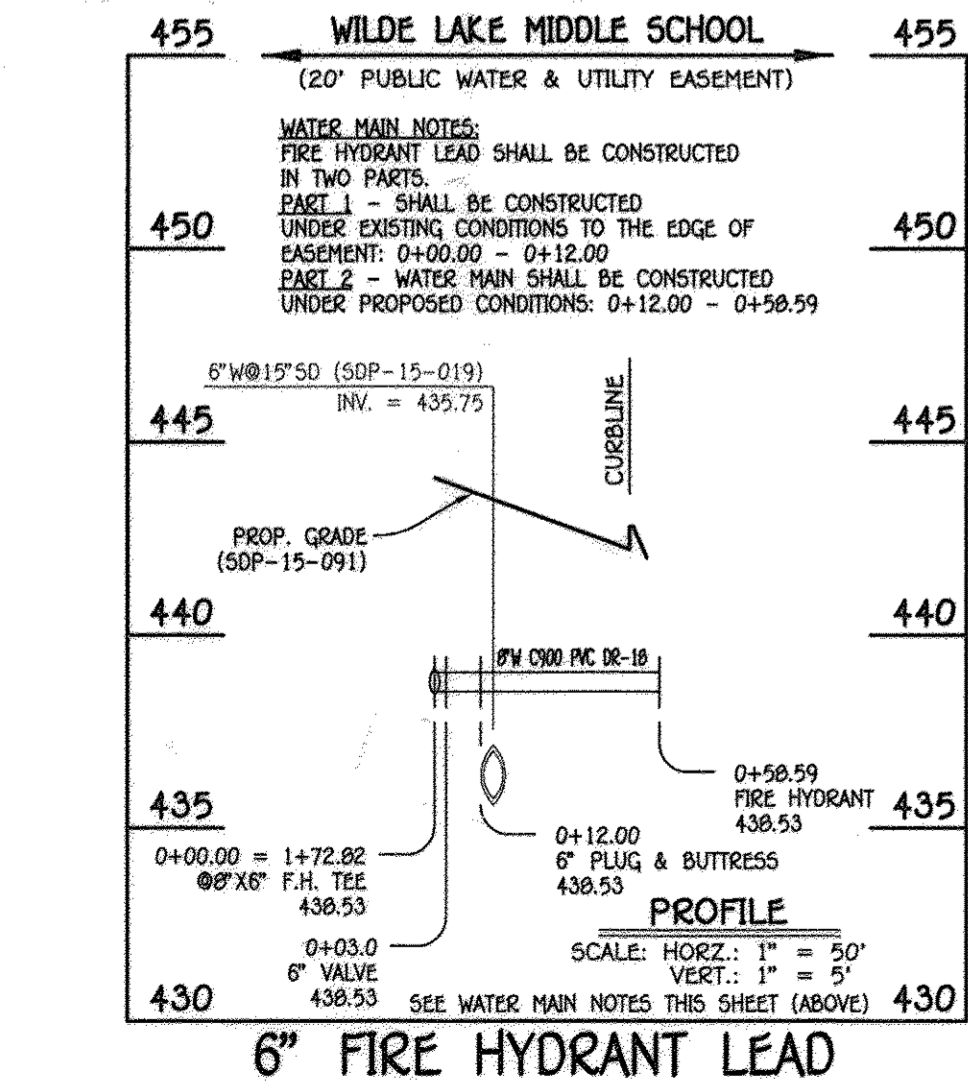 455 WILDE LAKE MIDDLE SCHOOL 455
(20' PUBLIC WATER & UTILITY EASEMENT)
WATER MAIN NOTES:
FIRE HYDRANT LEAD SHALL BE CONSTRUCTED
IN TWO PARTS.
PART 1 - SHALL BE CONSTRUCTED
UNDER EXISTING CONDITIONS TO THE EDGE OF
EASEMENT: 0+00.00 - 0+12.00
PART 2 - WATER MAIN SHALL BE CONSTRUCTED
UNDER PROPOSED CONDITIONS: 0+12.00 - 0+58.59
450 450
6"W@15"SD (SDP-15-019)
INV. = 435.75
CURBLINE
445 445
PROP. GRADE
(SDP-15-091)
440 440
8"W C900 PVC DR-18
0+58.59
FIRE HYDRANT
438.53
435 435
0+12.00
6" PLUG & BUTTRESS
438.53
0+00.00 = 1+72.82
@8"X6" F.H. TEE
438.53
0+03.0
6" VALVE
438.53
PROFILE
SCALE: HORZ.: 1" = 50'
VERT.: 1" = 5'
430 SEE WATER MAIN NOTES THIS SHEET (ABOVE) 430
6" FIRE HYDRANT LEAD